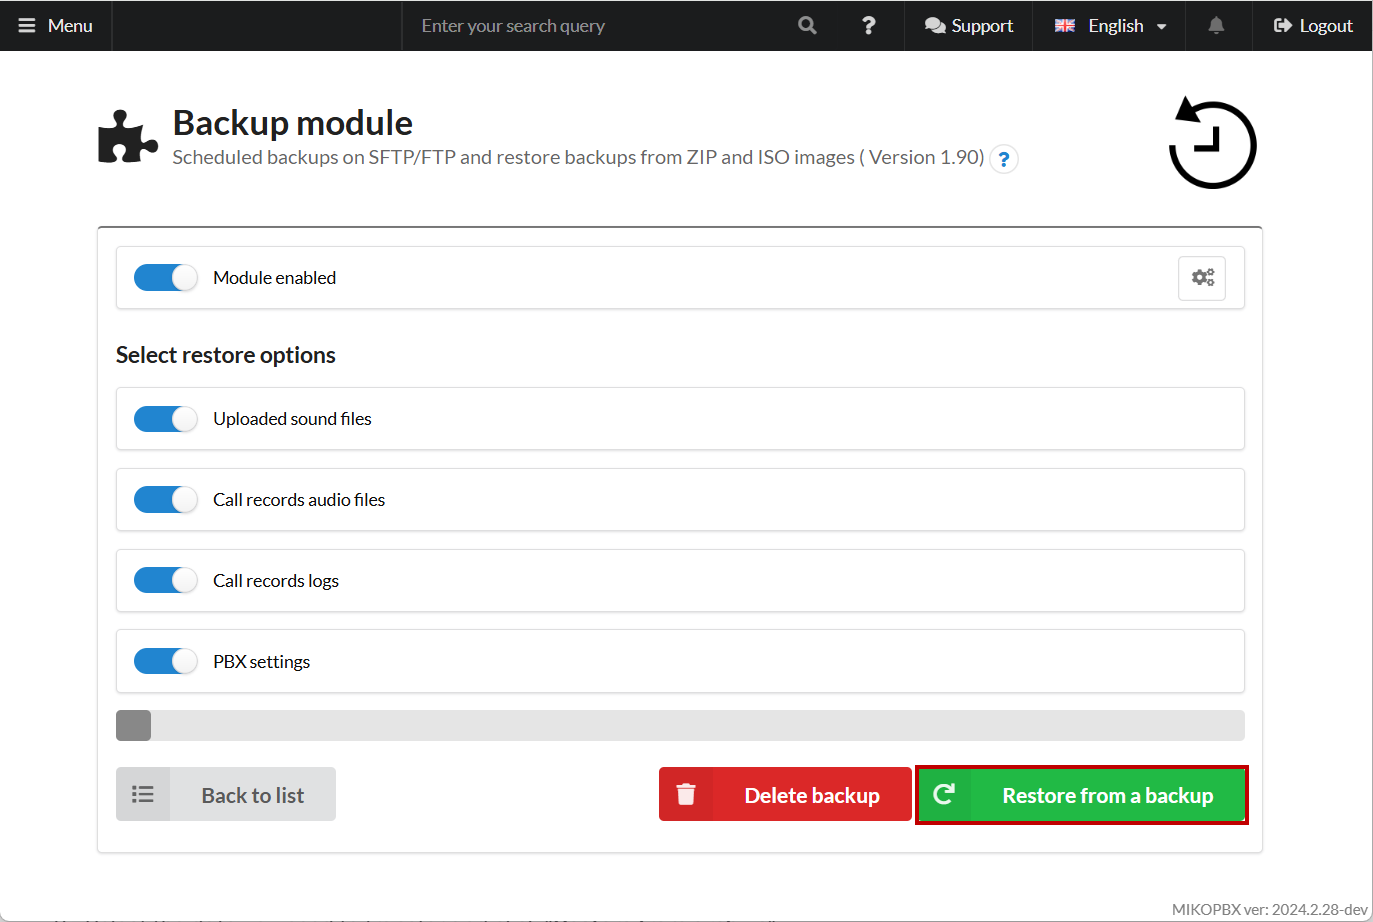 Menu
Enter your search query
?
Support
English
Logout
Backup module
Scheduled backups on SFTP/FTP and restore backups from ZIP and ISO images ( Version 1.90) ?
Module enabled
Select restore options
Uploaded sound files
Call records audio files
Call records logs
PBX settings
Back to list
Delete backup
Restore from a backup
MIKOPBX ver: 2024.2.28-dev